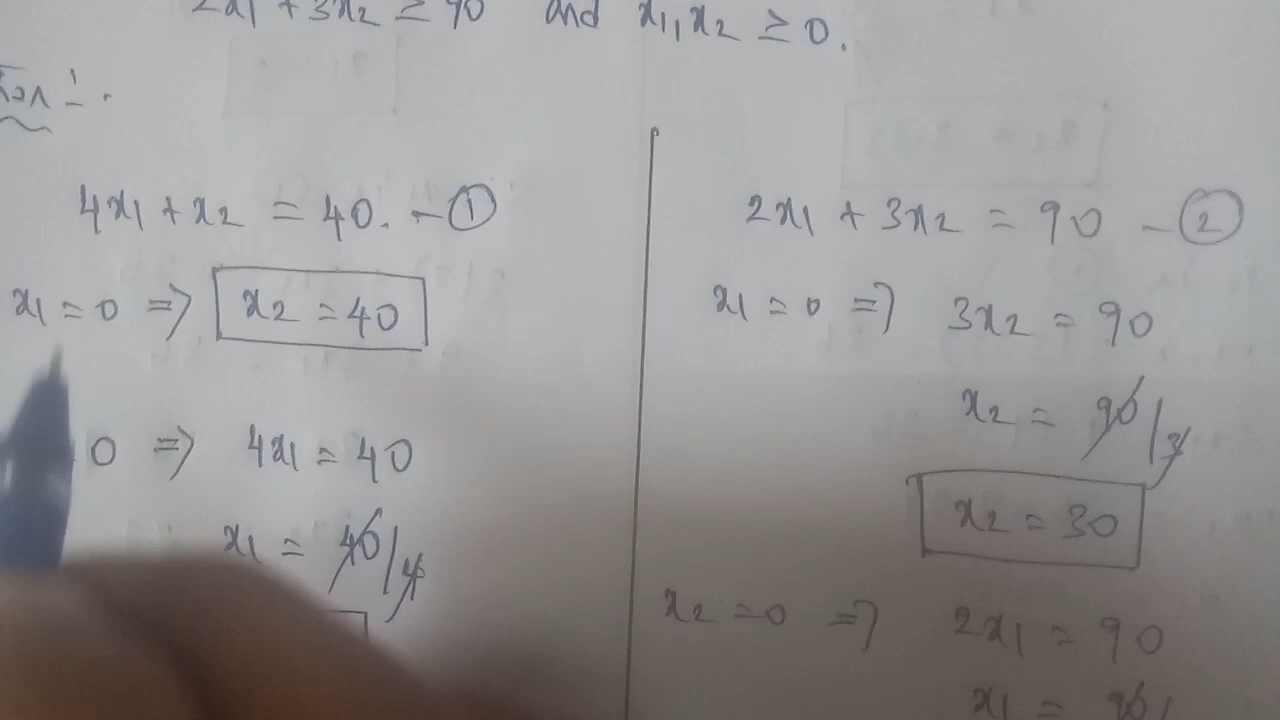 2x1 + 3x2 ≥ 90 and x1, x2 ≥ 0.
4x1 + x2 = 40. - ①
x1 = 0 => x2 = 40
0 => 4x1 = 40
x1 = 40/4
2x1 + 3x2 = 90 - ②
x1 = 0 => 3x2 = 90
x2 = 90/3
x2 = 30
x2 = 0 => 2x1 = 90
x1 = 90/